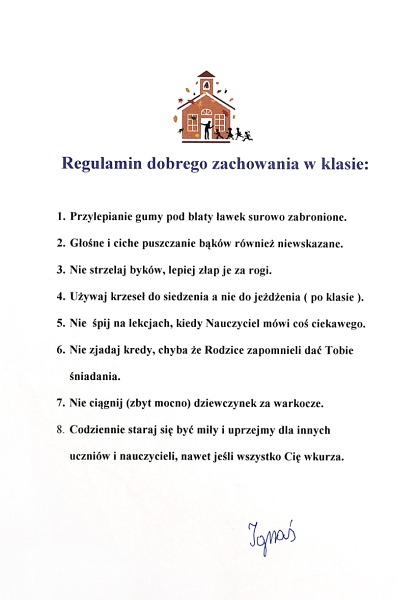 Regulamin dobrego zachowania w klasie:
1. Przylepianie gumy pod blaty ławek surowo zabronione.
2. Głośne i ciche puszczanie bąków również niewskazane.
3. Nie strzelaj byków, lepiej złap je za rogi.
4. Używaj krzeseł do siedzenia a nie do jeżdżenia ( po klasie ).
5. Nie śpij na lekcjach, kiedy Nauczyciel mówi coś ciekawego.
6. Nie zjadaj kredy, chyba że Rodzice zapomnieli dać Tobie
śniadania.
7. Nie ciągnij (zbyt mocno) dziewczynek za warkocze.
8. Codziennie staraj się być miły i uprzejmy dla innych
uczniów i nauczycieli, nawet jeśli wszystko Cię wkurza.
Ignaś